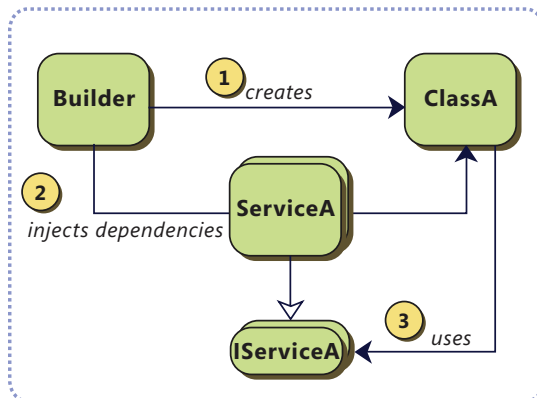 1
creates
Builder
ClassA
2
injects dependencies
ServiceA
3
uses
IServiceA